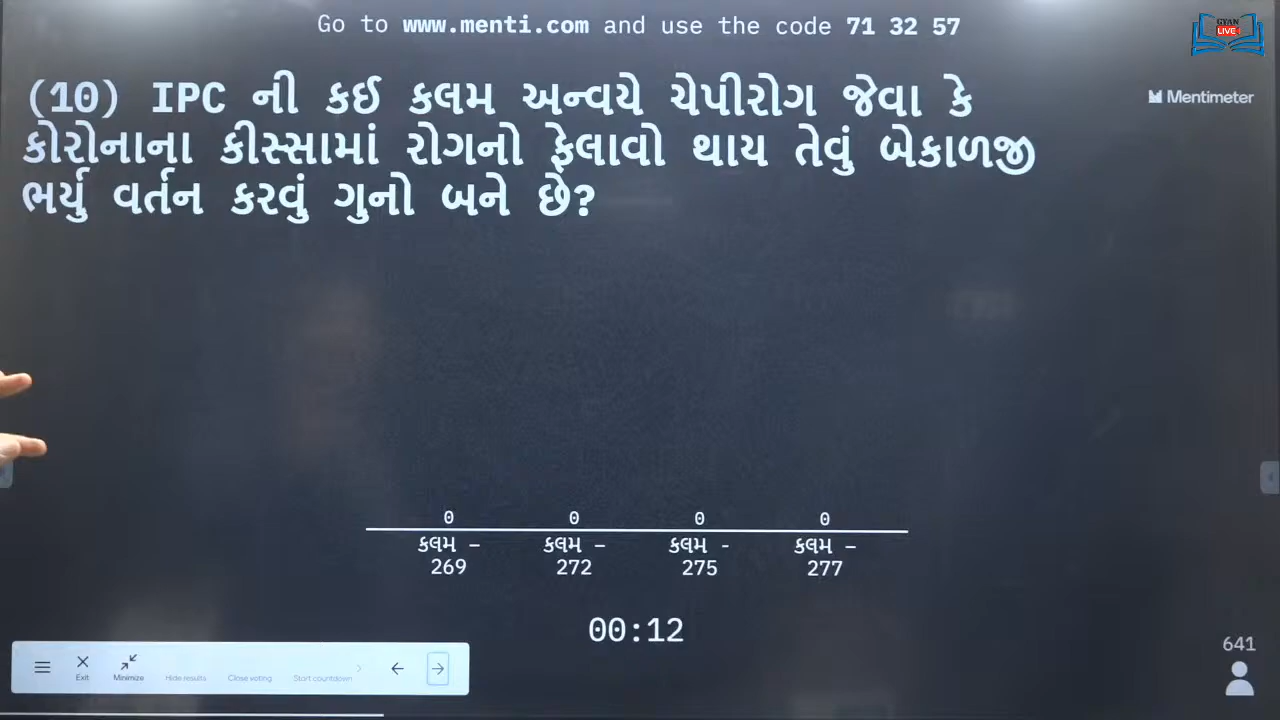 Go to www.menti.com and use the code 71 32 57
GYAN
LIVE
(10) IPC ની કઈ કલમ અન્વયે ચેપીરોગ જેવા કે
Mentimeter
કોરોનાના કીસ્સામાં રોગનો ફેલાવો થાય તેવું બેકાળજી
ભર્યુ વર્તન કરવું ગુનો બને છે?
0 0 0 0
કલમ – કલમ – કલમ - કલમ –
269 272 275 277
00:12
641
Exit Minimize Hide results Close voting Start countdown